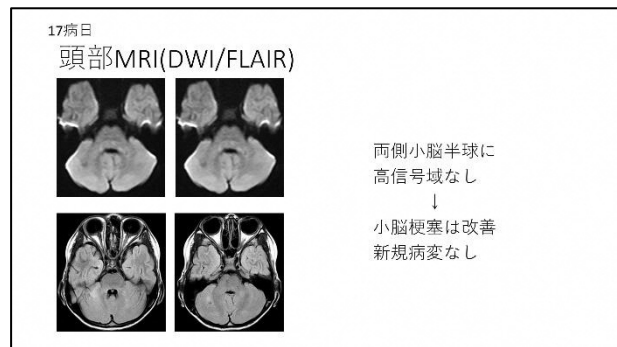 17病日
頭部MRI(DWI/FLAIR)
両側小脳半球に
高信号域なし
↓
小脳梗塞は改善
新規病変なし